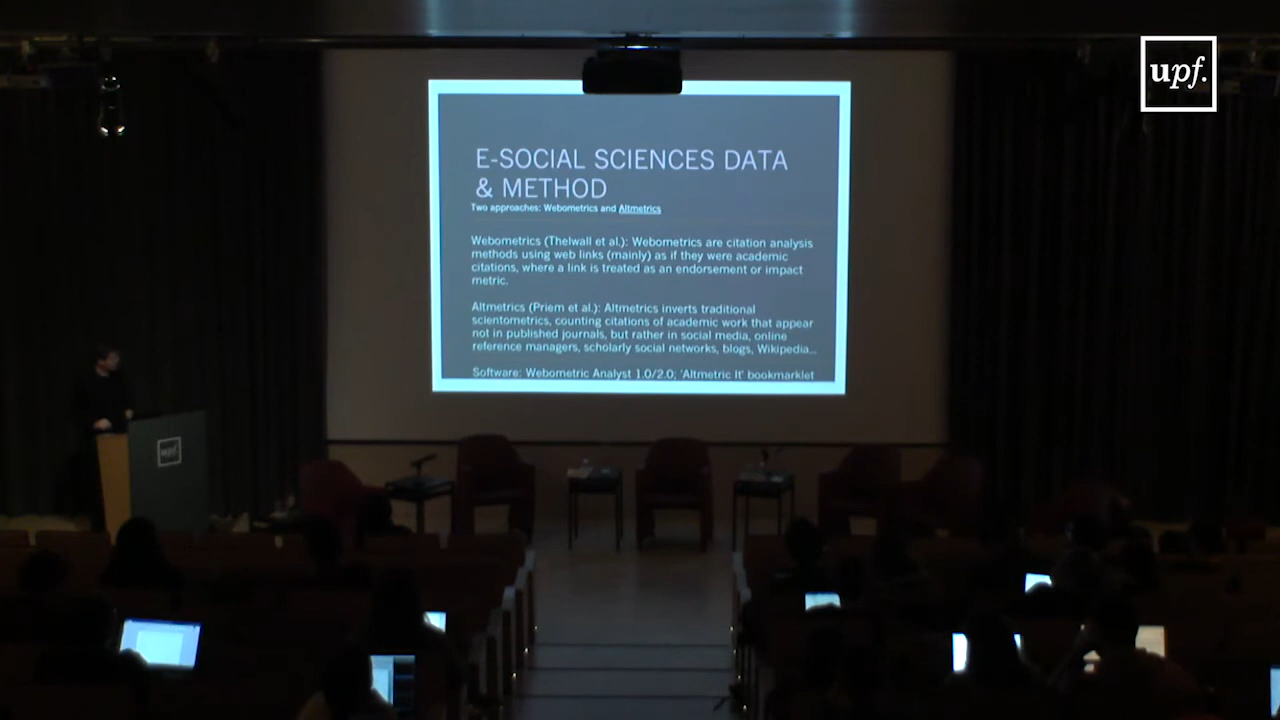 upf.
E-SOCIAL SCIENCES DATA
& METHOD
Two approaches: Webometrics and Altmetrics
Webometrics (Thelwall et al.): Webometrics are citation analysis
methods using web links (mainly) as if they were academic
citations, where a link is treated as an endorsement or impact
metric.
Altmetrics (Priem et al.): Altmetrics inverts traditional
scientometrics, counting citations of academic work that appear
not in published journals, but rather in social media, online
reference managers, scholarly social networks, blogs, Wikipedia...
Software: Webometric Analyst 1.0/2.0; 'Altmetric It' bookmarklet
upf.